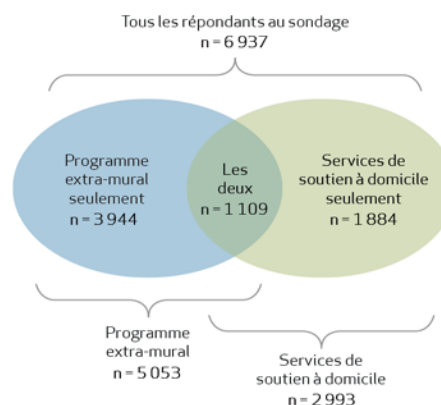 Tous les répondants au sondage
n = 6 937
Programme
extra-mural
seulement
n = 3 944
Les
deux
n = 1 109
Services de
soutien à domicile
seulement
n = 1 884
Programme
extra-mural
n = 5 053
Services de
soutien à domicile
n = 2 993